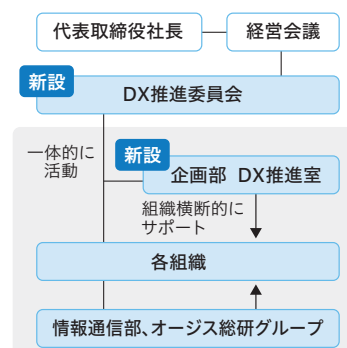 代表取締役社長
経営会議
新設
DX推進委員会
一体的に
活動
新設
企画部 DX推進室
組織横断的に
サポート
各組織
情報通信部、オージス総研グループ